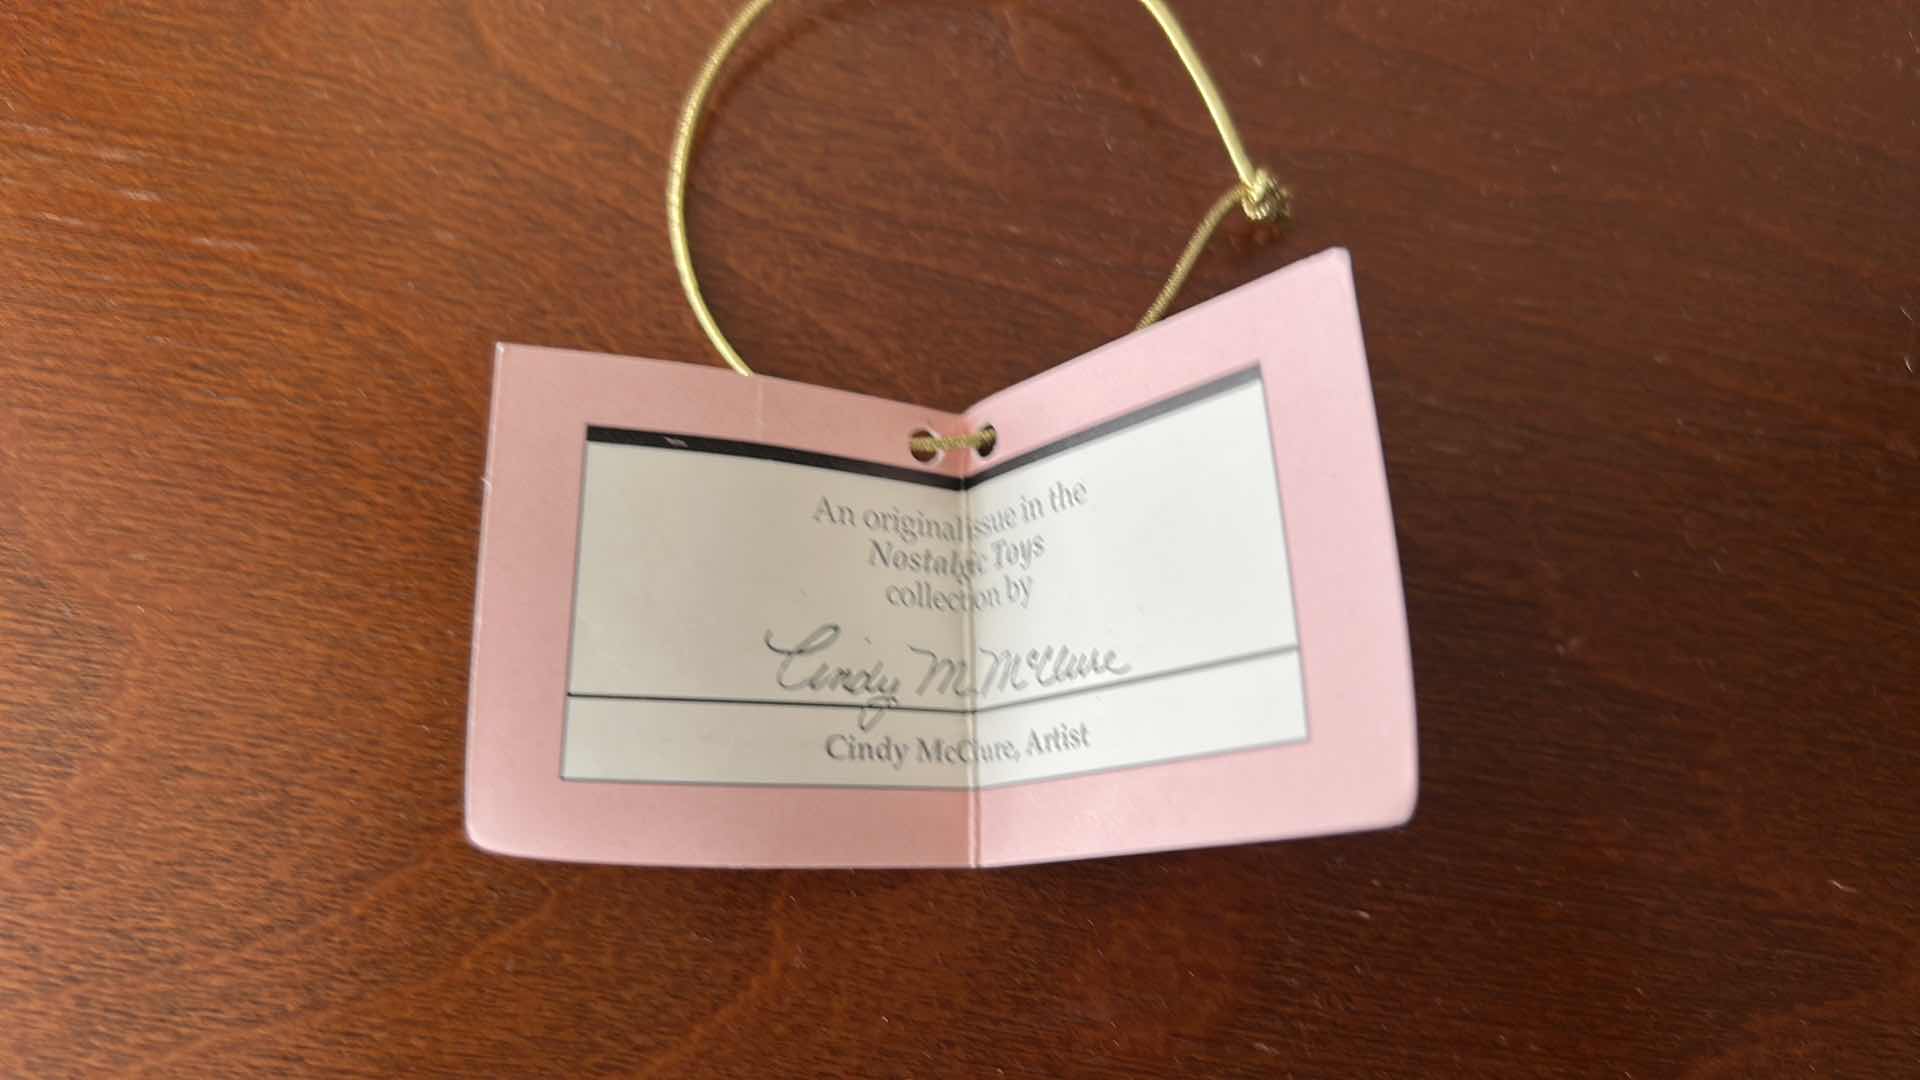 An original issue in the
Nostalgic Toys
collection by
Cindy M. McClure
Cindy McClure, Artist